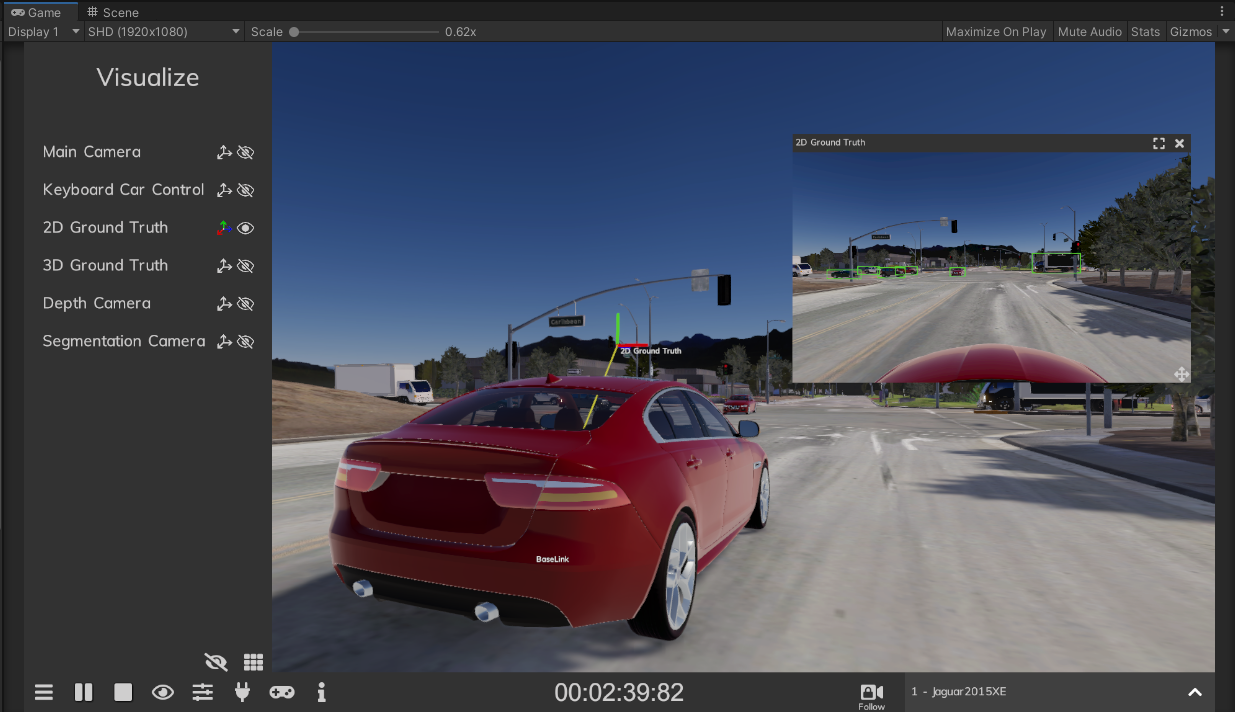 Game Scene
Display 1 SHD (1920x1080) Scale 0.62x Maximize On Play Mute Audio Stats Gizmos
Visualize
Main Camera
Keyboard Car Control
2D Ground Truth
3D Ground Truth
Depth Camera
Segmentation Camera
2D Ground Truth
Caribbean
2D Ground Truth
BaseLink
00:02:39:82
Follow
1 - Jaguar2015XE